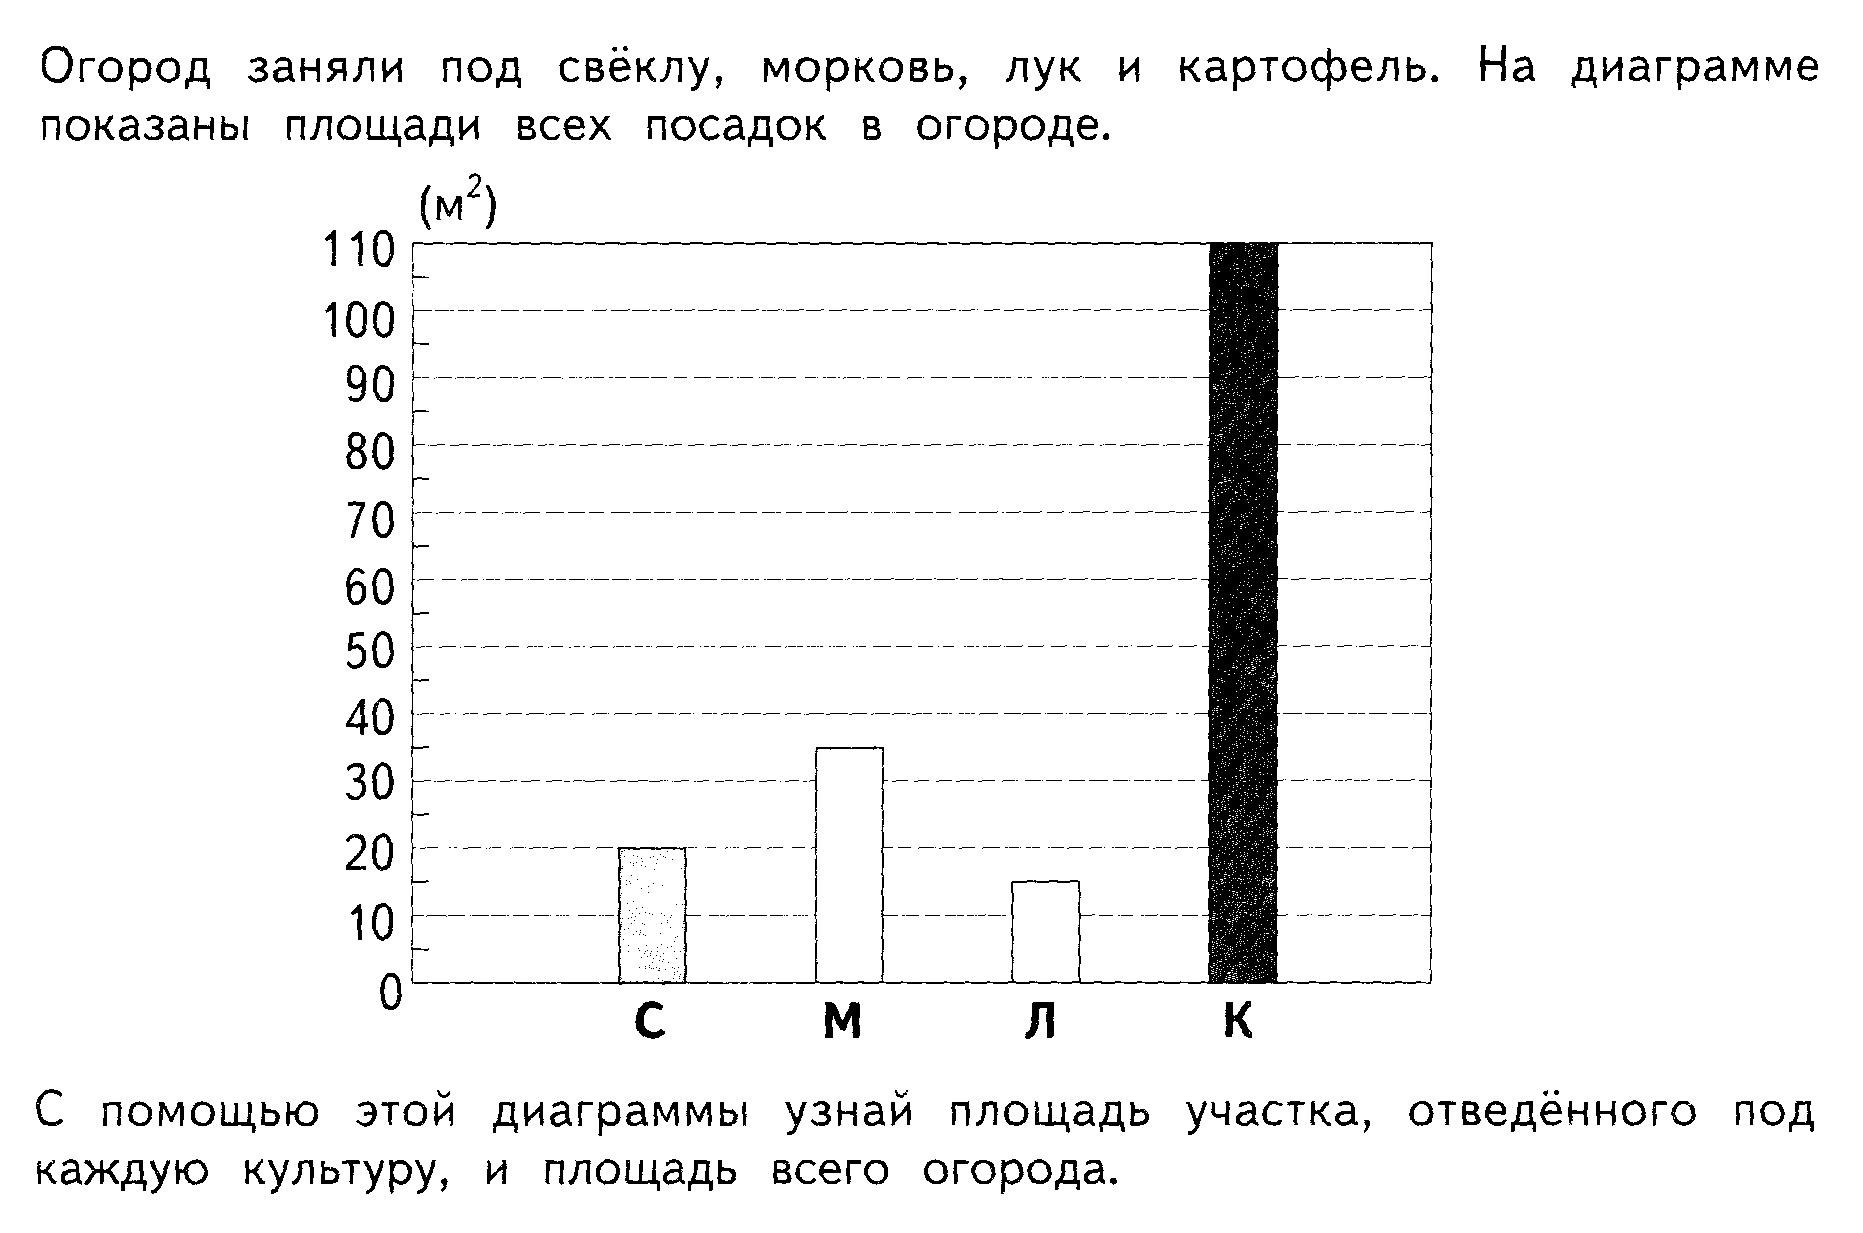 Огород заняли под свёклу, морковь, лук и картофель. На диаграмме
показаны площади всех посадок в огороде.
(м²)
110
100
90
80
70
60
50
40
30
20
10
0
С М Л К
С помощью этой диаграммы узнай площадь участка, отведённого под
каждую культуру, и площадь всего огорода.